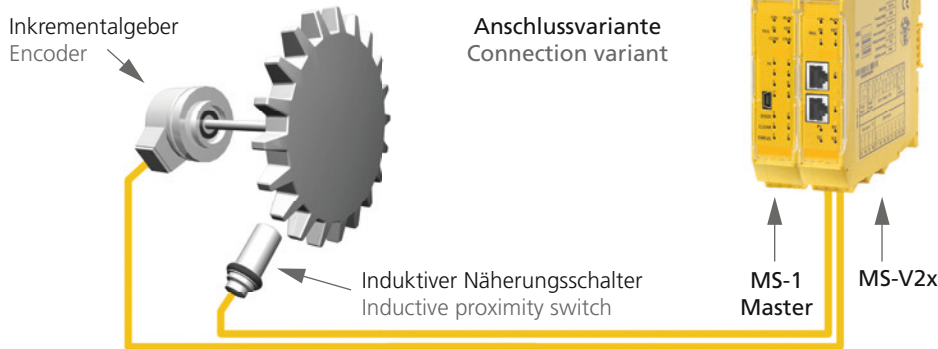 Inkrementalgeber
Encoder
Anschlussvariante
Connection variant
Induktiver Näherungsschalter
Inductive proximity switch
MS-1
Master
MS-V2x